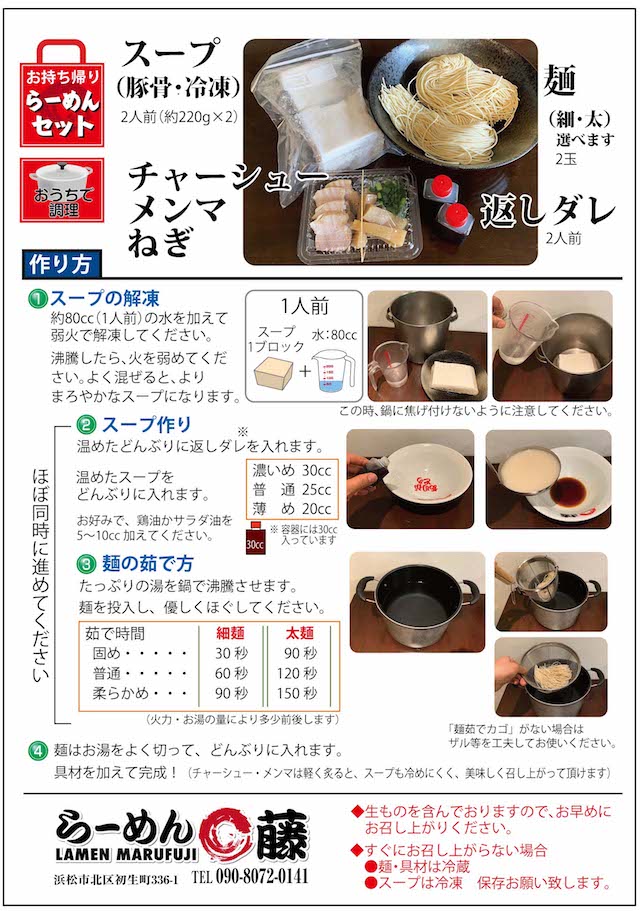 お持ち帰り
らーめん
セット
おうちで
調理
スープ
(豚骨・冷凍)
2人前(約220g×2)
麺
(細・太)
選べます
2玉
チャーシュー
メンマ
ねぎ
返しダレ
2人前
作り方
1 スープの解凍
約80cc(1人前)の水を加えて
弱火で解凍してください。
沸騰したら、火を弱めてくだ
さい。よく混ぜると、より
まろやかなスープになります。
1人前
スープ
1ブロック
水:80cc
+
この時、鍋に焦げ付けないように注意してください。
ほぼ同時に進めてください
2 スープ作り
※
温めたどんぶりに返しダレを入れます。
温めたスープを
どんぶりに入れます。
お好みで、鶏油かサラダ油を
5〜10cc加えてください。
濃いめ 30cc
普 通 25cc
薄 め 20cc
30cc
※ 容器には30cc
入っています
3 麺の茹で方
たっぷりの湯を鍋で沸騰させます。
麺を投入し、優しくほぐしてください。
茹で時間 細麺 太麺
固め・・・・・ 30 秒 90 秒
普通・・・・・ 60 秒 120 秒
柔らかめ・・・ 90 秒 150 秒
(火力・お湯の量により多少前後します)
「麺茹でカゴ」がない場合は
ザル等を工夫してお使いください。
4 麺はお湯をよく切って、どんぶりに入れます。
具材を加えて完成!(チャーシュー・メンマは軽く炙ると、スープも冷めにくく、美味しく召し上がって頂けます)
らーめん 藤
LAMEN MARUFUJI
浜松市北区初生町336-1 TEL 090-8072-0141
◆生ものを含んでおりますので、お早めに
お召し上がりください。
◆すぐにお召し上がらない場合
●麺・具材は冷蔵
●スープは冷凍 保存お願い致します。